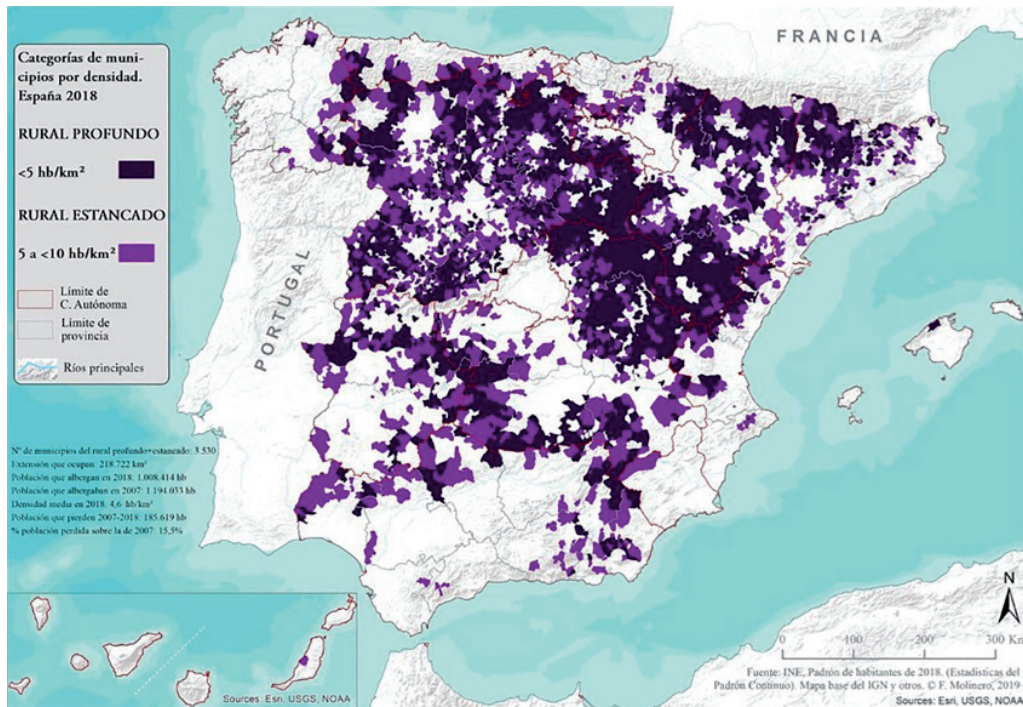 Categorías de muni-
cipios por densidad.
España 2018
RURAL PROFUNDO
<5 hb/km²
RURAL ESTANCADO
5 a <10 hb/km²
Límite de
C. Autónoma
Límite de
provincia
Ríos principales
FRANCIA
PORTUGAL
Nº de municipios del rural profundo+estancado: 3.530
Extensión que ocupan: 218.722 km²
Población que albergan en 2018: 1.008.414 hb
Población que albergaban en 2007: 1.194.033 hb
Densidad media en 2018: 4,6 hb/km²
Población que pierden 2007-2018: 185.619 hb
% población perdida sobre la de 2007: 15,5%
Sources: Esri, USGS, NOAA
N
0 100 200 300 Km
Fuente: INE, Padrón de habitantes de 2018. (Estadísticas del
Padrón Continuo). Mapa base del IGN y otros. © F. Molinero, 2019
Sources: Esri, USGS, NOAA